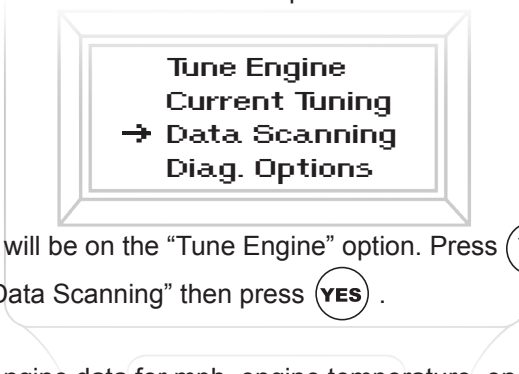 Tune Engine
Current Tuning
→ Data Scanning
Diag. Options
will be on the “Tune Engine” option. Press
Data Scanning” then press YES .
engine data for mph, engine temperature,